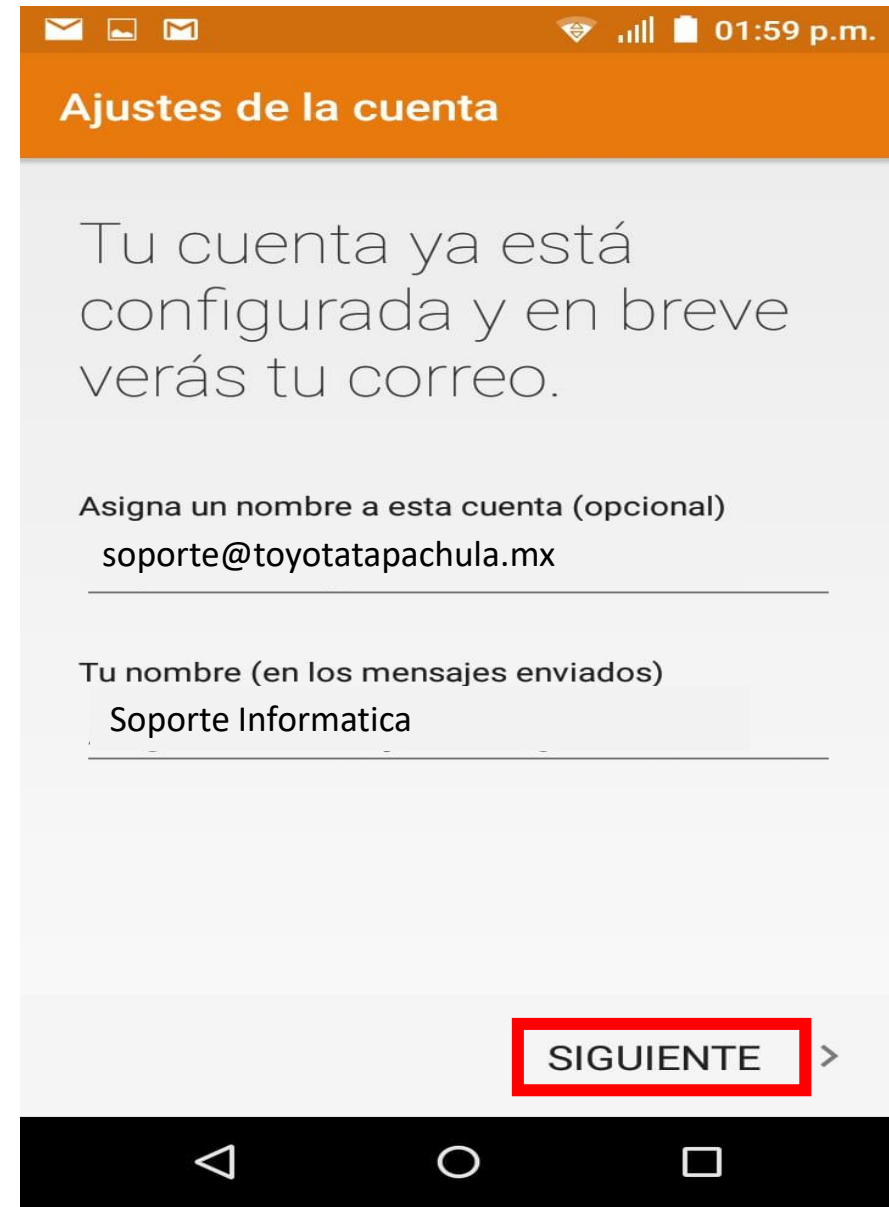 01:59 p.m.
Ajustes de la cuenta
Tu cuenta ya está
configurada y en breve
verás tu correo.
Asigna un nombre a esta cuenta (opcional)
soporte@toyotatapachula.mx
Tu nombre (en los mensajes enviados)
Soporte Informatica
SIGUIENTE